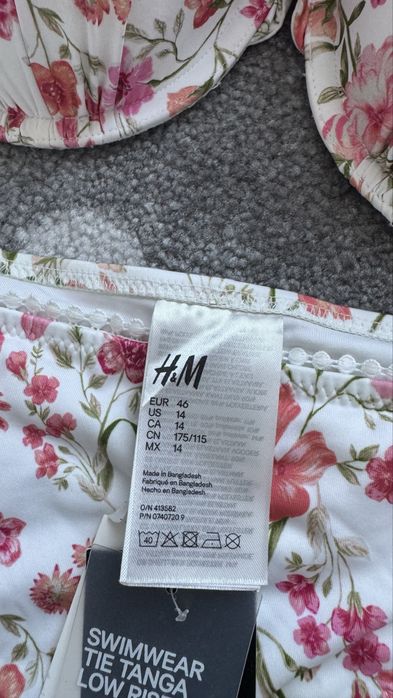 H&M
EUR 46
US 14
CA 14
CN 175/115
MX 14
Made in Bangladesh
Fabriqué en Bangladesh
Hecho en Bangladesh
O/N 413582
P/N 0740720 9
40
SWIMWEAR
TIE TANGA
LOW RISE